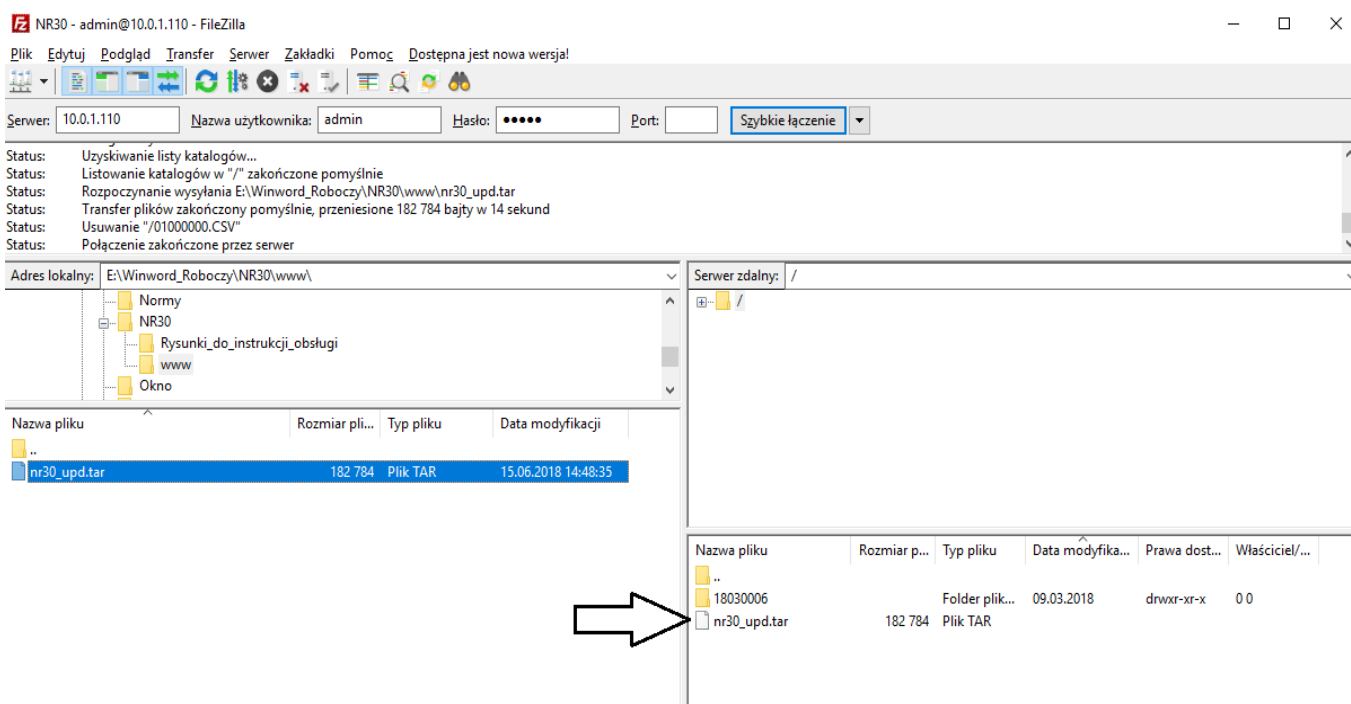 NR30 - admin@10.0.1.110 - FileZilla
Plik Edytuj Podgląd Transfer Serwer Zakładki Pomoc Dostępna jest nowa wersja!
Serwer: 10.0.1.110 Nazwa użytkownika: admin Hasło: ●●●●● Port: Szybkie łączenie
Status: Uzyskiwanie listy katalogów...
Status: Listowanie katalogów w "/" zakończone pomyślnie
Status: Rozpoczynanie wysyłania E:\Winword_Roboczy\NR30\www\nr30_upd.tar
Status: Transfer plików zakończony pomyślnie, przeniesione 182 784 bajty w 14 sekund
Status: Usuwanie "/01000000.CSV"
Status: Połączenie zakończone przez serwer
Adres lokalny: E:\Winword_Roboczy\NR30\www\
Normy
NR30
Rysunki_do_instrukcji_obsługi
www
Okno
Nazwa pliku Rozmiar pli... Typ pliku Data modyfikacji
..
nr30_upd.tar 182 784 Plik TAR 15.06.2018 14:48:35
Serwer zdalny: /
/
Nazwa pliku Rozmiar p... Typ pliku Data modyfika... Prawa dost... Właściciel/...
..
18030006 Folder plik... 09.03.2018 drwxr-xr-x 0 0
nr30_upd.tar 182 784 Plik TAR